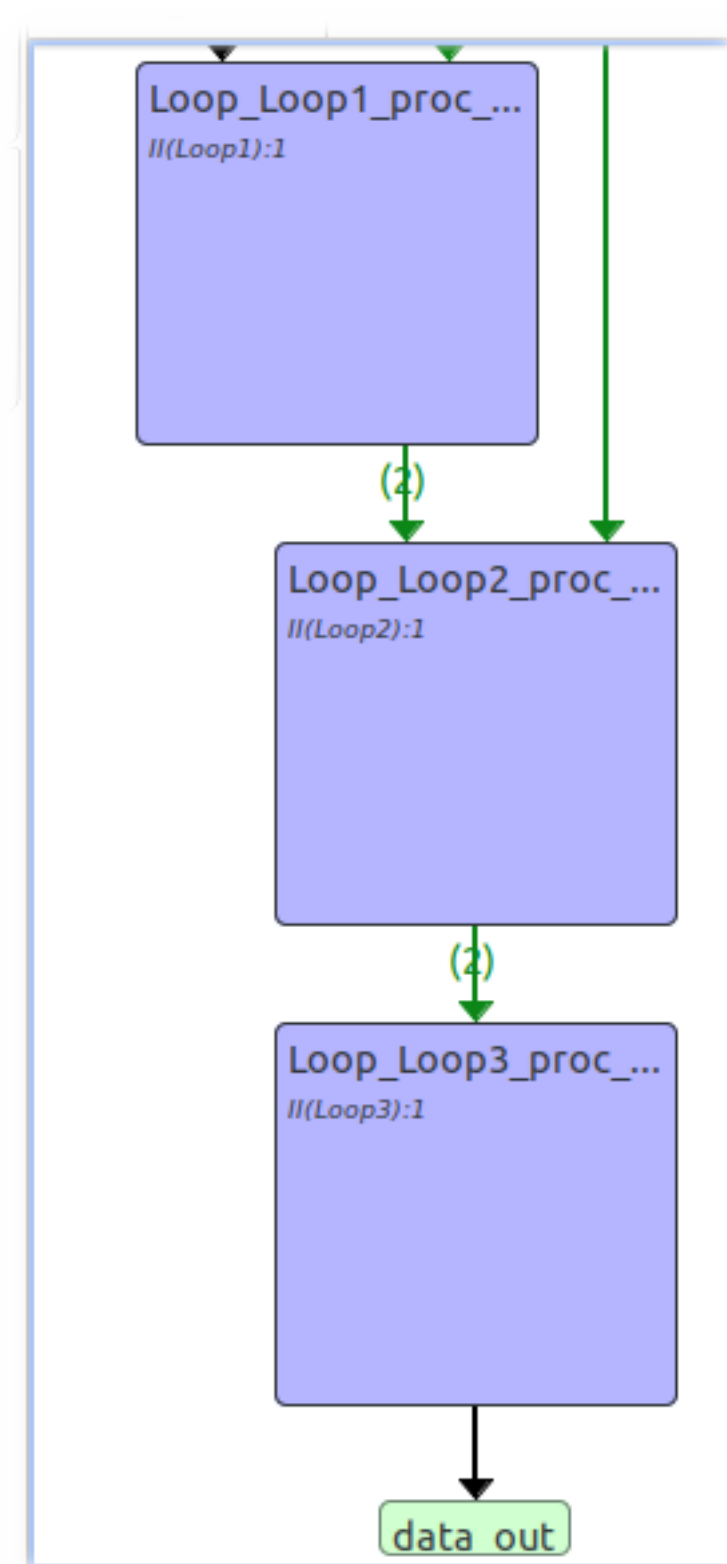 Loop_Loop1_proc_...
II(Loop1):1
(2)
Loop_Loop2_proc_...
II(Loop2):1
(2)
Loop_Loop3_proc_...
II(Loop3):1
data_out